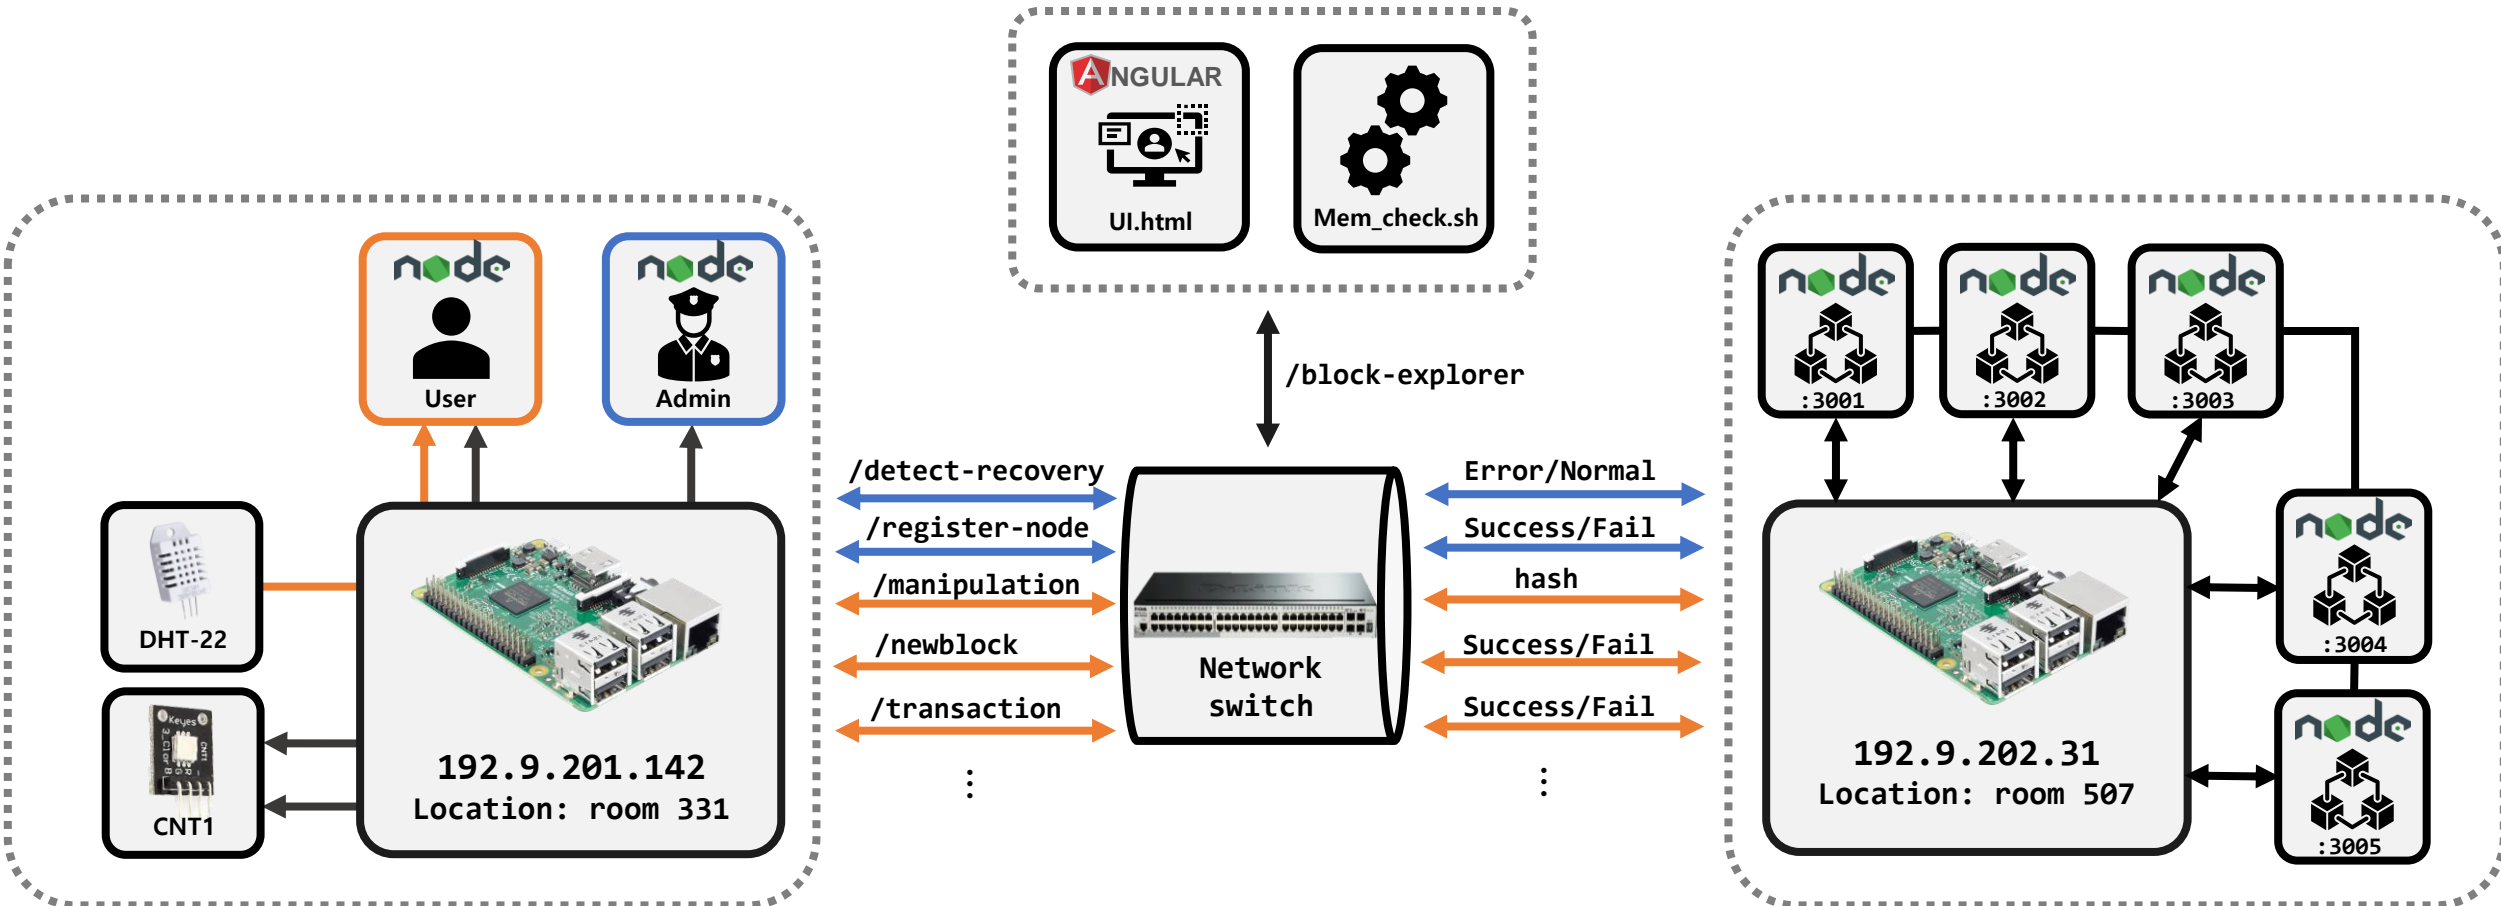 ANGULAR
UI.html
Mem_check.sh
/block-explorer
node
User
node
Admin
DHT-22
Keyes
CNT1
192.9.201.142
Location: room 331
/detect-recovery
/register-node
/manipulation
/newblock
/transaction
⋮
Network
switch
Error/Normal
Success/Fail
hash
Success/Fail
Success/Fail
⋮
node
:3001
node
:3002
node
:3003
node
:3004
node
:3005
192.9.202.31
Location: room 507